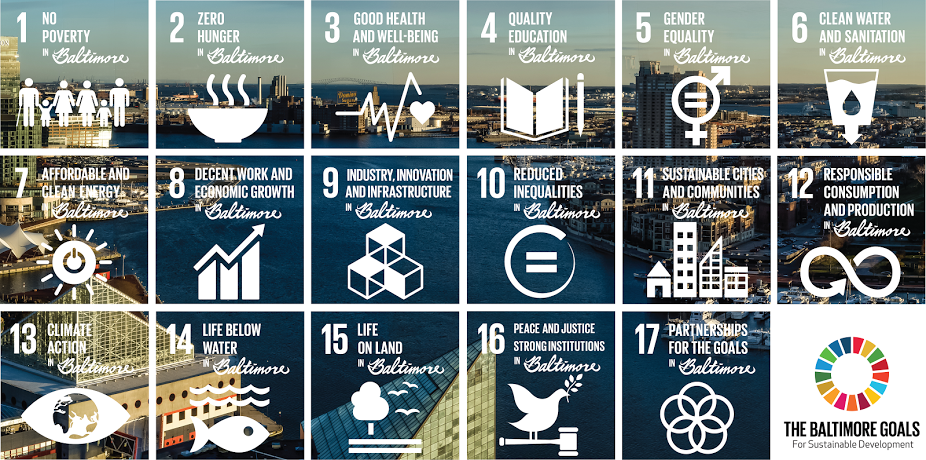 1 NO
POVERTY
IN Baltimore
2 ZERO
HUNGER
IN Baltimore
3 GOOD HEALTH
AND WELL-BEING
IN Baltimore
4 QUALITY
EDUCATION
IN Baltimore
5 GENDER
EQUALITY
IN Baltimore
6 CLEAN WATER
AND SANITATION
IN Baltimore
7 AFFORDABLE AND
CLEAN ENERGY
IN Baltimore
8 DECENT WORK AND
ECONOMIC GROWTH
IN Baltimore
9 INDUSTRY, INNOVATION
AND INFRASTRUCTURE
IN Baltimore
10 REDUCED
INEQUALITIES
IN Baltimore
11 SUSTAINABLE CITIES
AND COMMUNITIES
IN Baltimore
12 RESPONSIBLE
CONSUMPTION
AND PRODUCTION
IN Baltimore
13 CLIMATE
ACTION
IN Baltimore
14 LIFE BELOW
WATER
IN Baltimore
15 LIFE
ON LAND
IN Baltimore
16 PEACE AND JUSTICE
STRONG INSTITUTIONS
IN Baltimore
17 PARTNERSHIPS
FOR THE GOALS
IN Baltimore
THE BALTIMORE GOALS
For Sustainable Development